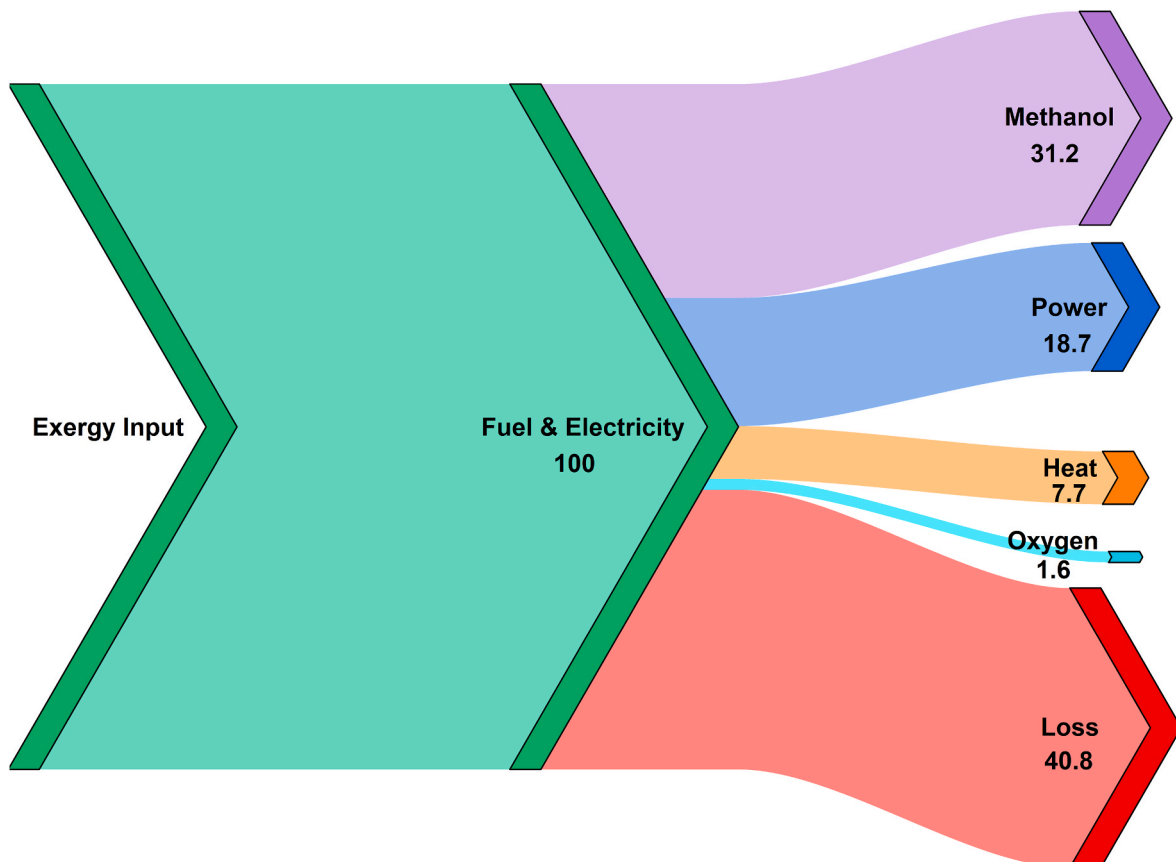 Exergy Input
Fuel & Electricity
100
Methanol
31.2
Power
18.7
Heat
7.7
Oxygen
1.6
Loss
40.8